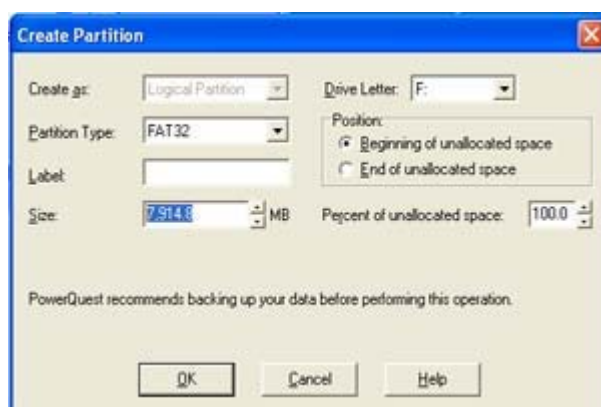 Create Partition
Create as: Logical Partition Drive Letter: F:
Partition Type: FAT32 Position:
Beginning of unallocated space
Label: End of unallocated space
Size: 7,914.8 MB Percent of unallocated space: 100.0
PowerQuest recommends backing up your data before performing this operation.
OK Cancel Help